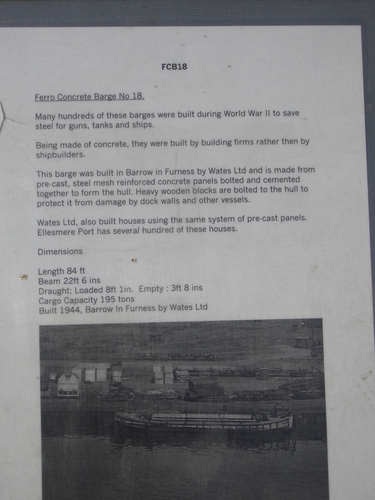 FCB18
Ferro Concrete Barge No 18.
Many hundreds of these barges were built during World War II to save
steel for guns, tanks and ships.
Being made of concrete, they were built by building firms rather then by
shipbuilders.
This barge was built in Barrow in Furness by Wates Ltd and is made from
pre-cast, steel mesh reinforced concrete panels bolted and cemented
together to form the hull. Heavy wooden blocks are bolted to the hull to
protect it from damage by dock walls and other vessels.
Wates Ltd, also built houses using the same system of pre-cast panels.
Ellesmere Port has several hundred of these houses.
Dimensions
Length 84 ft
Beam 22ft 6 ins
Draught: Loaded 8ft 1in. Empty : 3ft 8 ins
Cargo Capacity 195 tons
Built 1944, Barrow In Furness by Wates Ltd